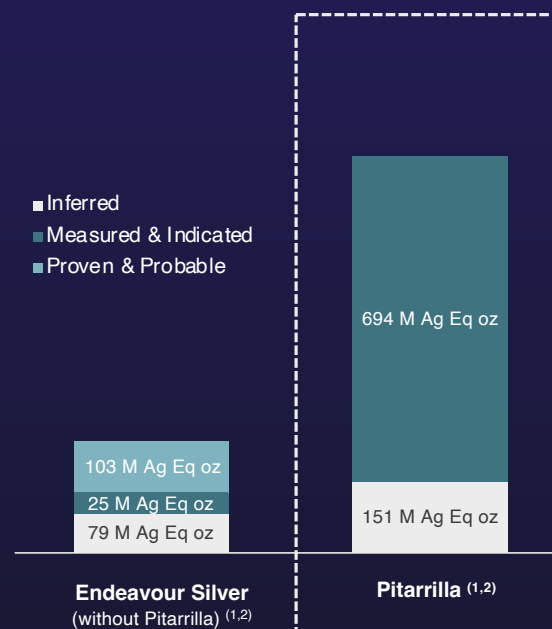 Inferred
Measured & Indicated
Proven & Probable
694 M Ag Eq oz
103 M Ag Eq oz
25 M Ag Eq oz
79 M Ag Eq oz
151 M Ag Eq oz
Endeavour Silver
(without Pitarrilla) (1,2)
Pitarrilla (1,2)